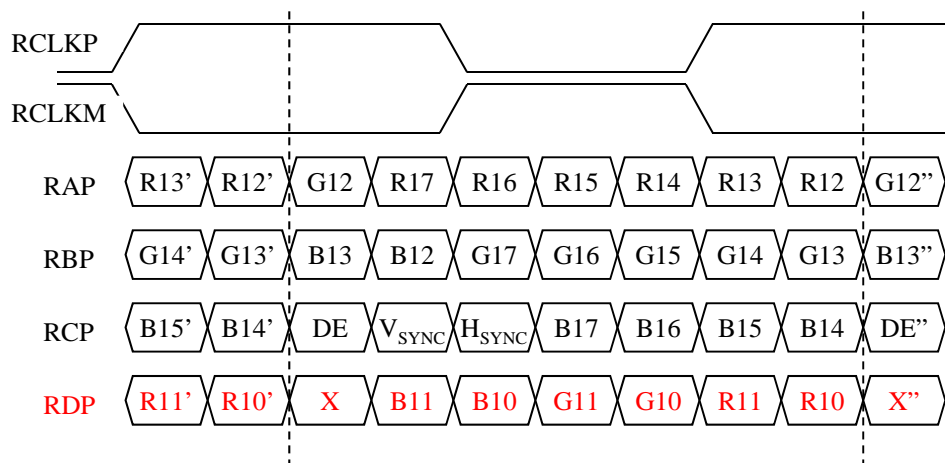 RCLKP
RCLKM
RAP R13’ R12’ G12 R17 R16 R15 R14 R13 R12 G12”
RBP G14’ G13’ B13 B12 G17 G16 G15 G14 G13 B13”
RCP B15’ B14’ DE VSYNC HSYNC B17 B16 B15 B14 DE”
RDP R11’ R10’ X B11 B10 G11 G10 R11 R10 X”